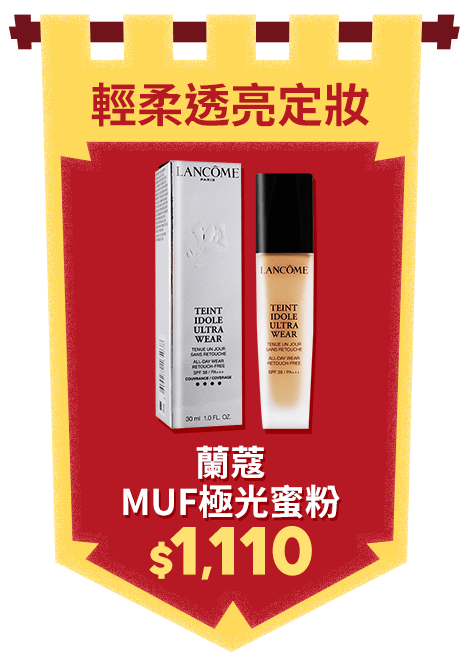 輕柔透亮定妝
LANCÔME
PARIS
TEINT
IDOLE
ULTRA
WEAR
TENUE UN JOUR
SANS RETOUCHE
ALL-DAY WEAR
RETOUCH-FREE
SPF 38 / PA+++
COUVRANCE / COVERAGE
30 ml 1.0 FL. OZ.
LANCÔME
TEINT
IDOLE
ULTRA
WEAR
TENUE UN JOUR
SANS RETOUCHE
ALL-DAY WEAR
RETOUCH-FREE
SPF 38 / PA+++
蘭蔻
MUF極光蜜粉
$1,110